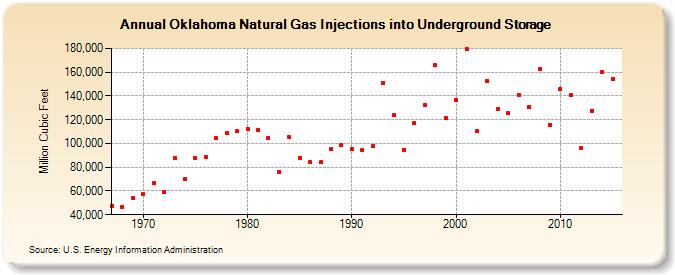 Annual Oklahoma Natural Gas Injections into Underground Storage
Million Cubic Feet
180,000
160,000
140,000
120,000
100,000
80,000
60,000
40,000
1970 1980 1990 2000 2010
Source: U.S. Energy Information Administration